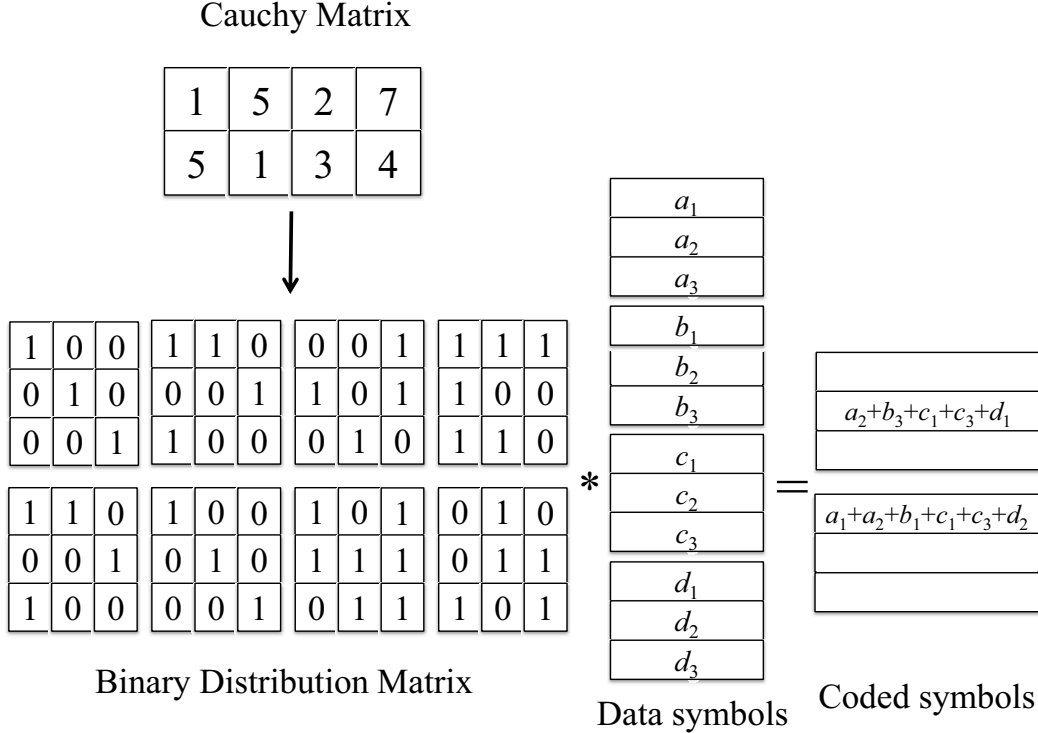 Cauchy Matrix
1 5 2 7
5 1 3 4
a₁
a₂
a₃
b₁
b₂
b₃
c₁
c₂
c₃
d₁
d₂
d₃
1 0 0 1 1 0 0 0 1 1 1 1
0 1 0 0 0 1 1 0 1 1 0 0
0 0 1 1 0 0 0 1 0 1 1 0
1 1 0 1 0 0 1 0 1 0 1 0
0 0 1 0 1 0 1 1 1 0 1 1
1 0 0 0 0 1 0 1 1 1 0 1
*
=
a₂+b₃+c₁+c₃+d₁
a₁+a₂+b₁+c₁+c₃+d₂
Binary Distribution Matrix
Data symbols
Coded symbols